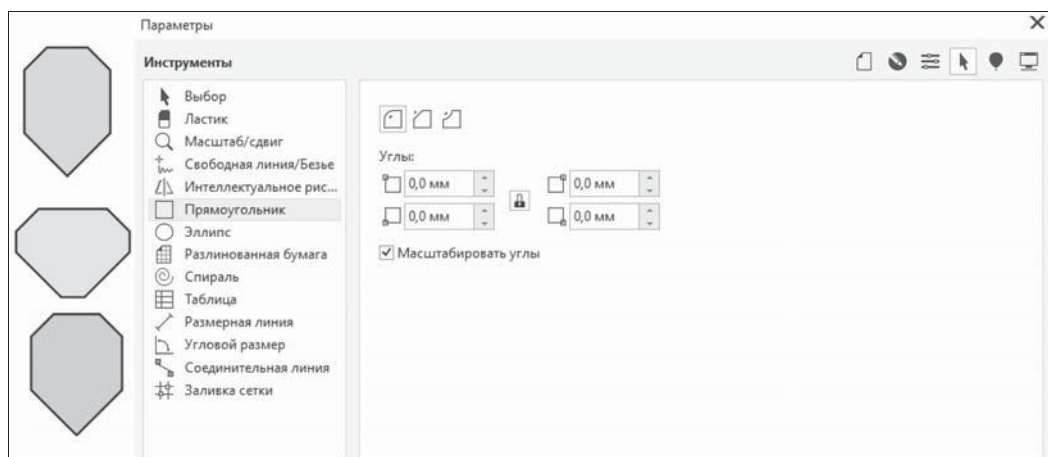 Параметры
Инструменты
Выбор
Ластик
Масштаб/сдвиг
Свободная линия/Безье
Интеллектуальное рис...
Прямоугольник
Эллипс
Разлинованная бумага
Спираль
Таблица
Размерная линия
Угловой размер
Соединительная линия
Заливка сетки
Углы:
0,0 мм 0,0 мм
0,0 мм 0,0 мм
Масштабировать углы